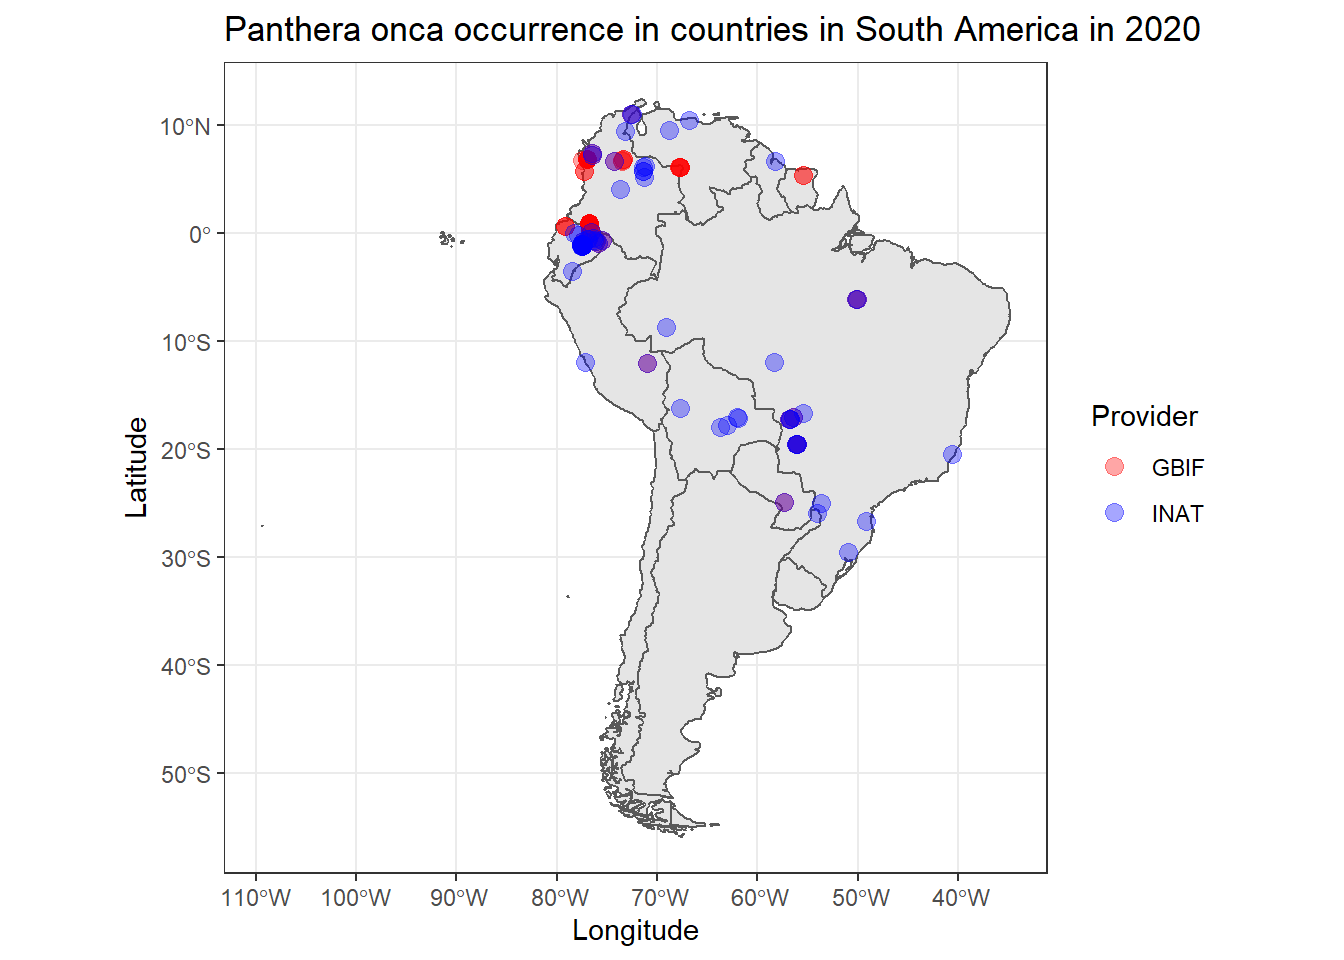 Panthera onca occurrence in countries in South America in 2020
10°N
0°
10°S
20°S
30°S
40°S
50°S
Latitude
110°W 100°W 90°W 80°W 70°W 60°W 50°W 40°W
Longitude
Provider
GBIF
INAT